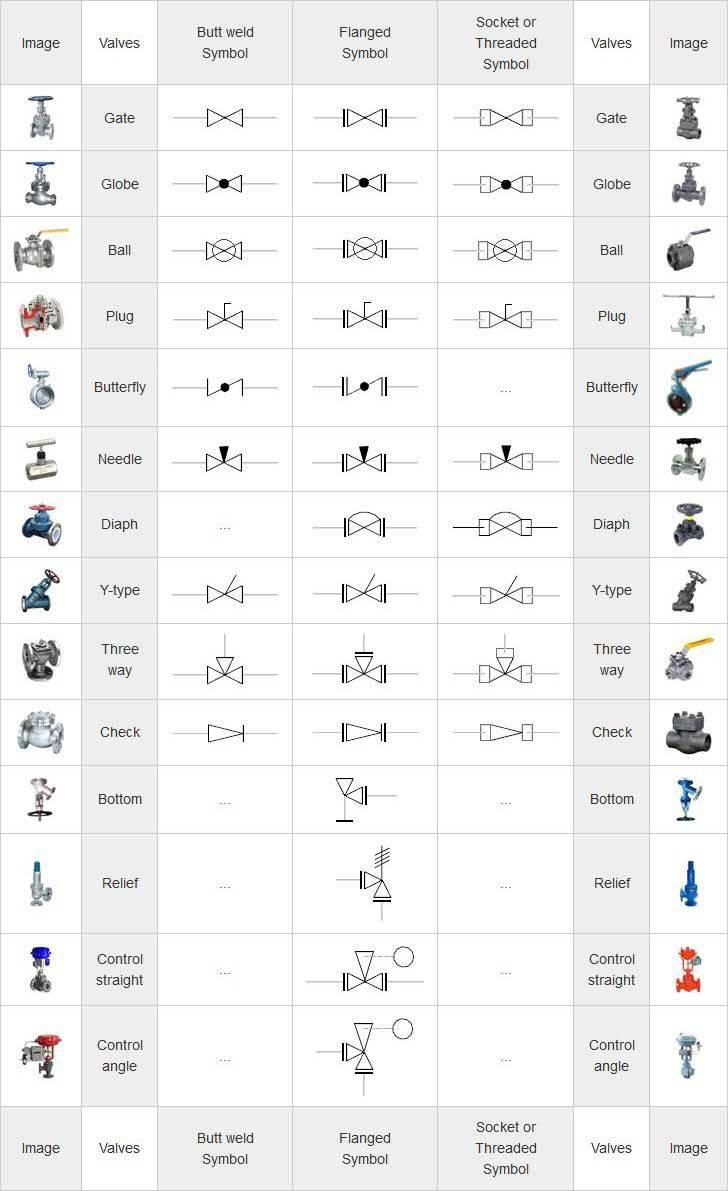 Image Valves Butt weld Symbol Flanged Symbol Socket or Threaded Symbol Valves Image
Gate Gate
Globe Globe
Ball Ball
Plug Plug
Butterfly ... Butterfly
Needle Needle
Diaph ... Diaph
Y-type Y-type
Three way Three way
Check Check
Bottom ... ... Bottom
Relief ... ... Relief
Control straight ... ... Control straight
Control angle ... ... Control angle
Image Valves Butt weld Symbol Flanged Symbol Socket or Threaded Symbol Valves Image